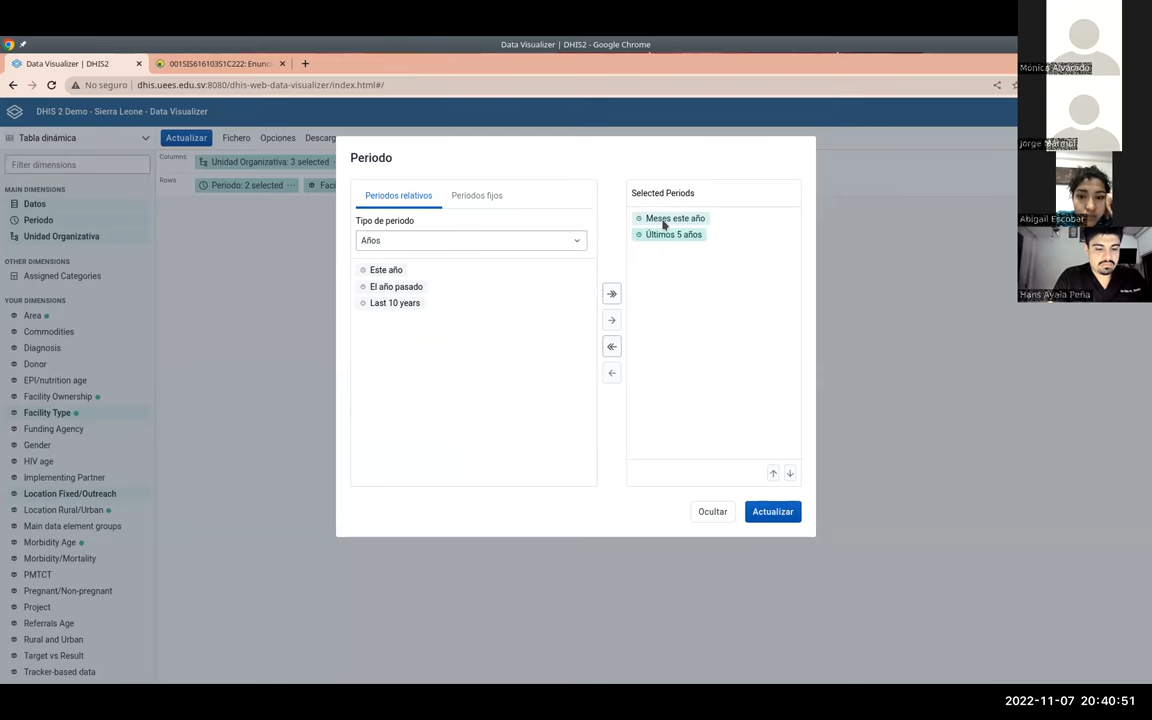 Data Visualizer | DHIS2 - Google Chrome
Data Visualizer | DHIS2
001SIS616103S1C222: Enuno
No seguro
dhis.uees.edu.sv:8080/dhis-web-data-visualizer/index.html#/
DHIS 2 Demo - Sierra Leone - Data Visualizer
Tabla dinámica
Actualizar
Fichero
Opciones
Descarg
Filter dimensions
MAIN DIMENSIONS
Datos
Periodo
Unidad Organizativa
OTHER DIMENSIONS
Assigned Categories
YOUR DIMENSIONS
Area
Commodities
Diagnosis
Donor
EPI/nutrition age
Facility Ownership
Facility Type
Funding Agency
Gender
HIV age
Implementing Partner
Location Fixed/Outreach
Location Rural/Urban
Main data element groups
Morbidity Age
Morbidity/Mortality
PMTCT
Pregnant/Non-pregnant
Project
Referrals Age
Rural and Urban
Target vs Result
Tracker-based data
Columns
Unidad Organizativa: 3 selected
Rows
Periodo: 2 selected
Faci
Periodo
Periodos relativos
Periodos fijos
Tipo de periodo
Años
Este año
El año pasado
Last 10 years
Selected Periods
Meses este año
Últimos 5 años
Ocultar
Actualizar
Mónica Alvarado
Jorge Mármol
Abigail Escobar
Hans Ayala Peña
2022-11-07 20:40:51